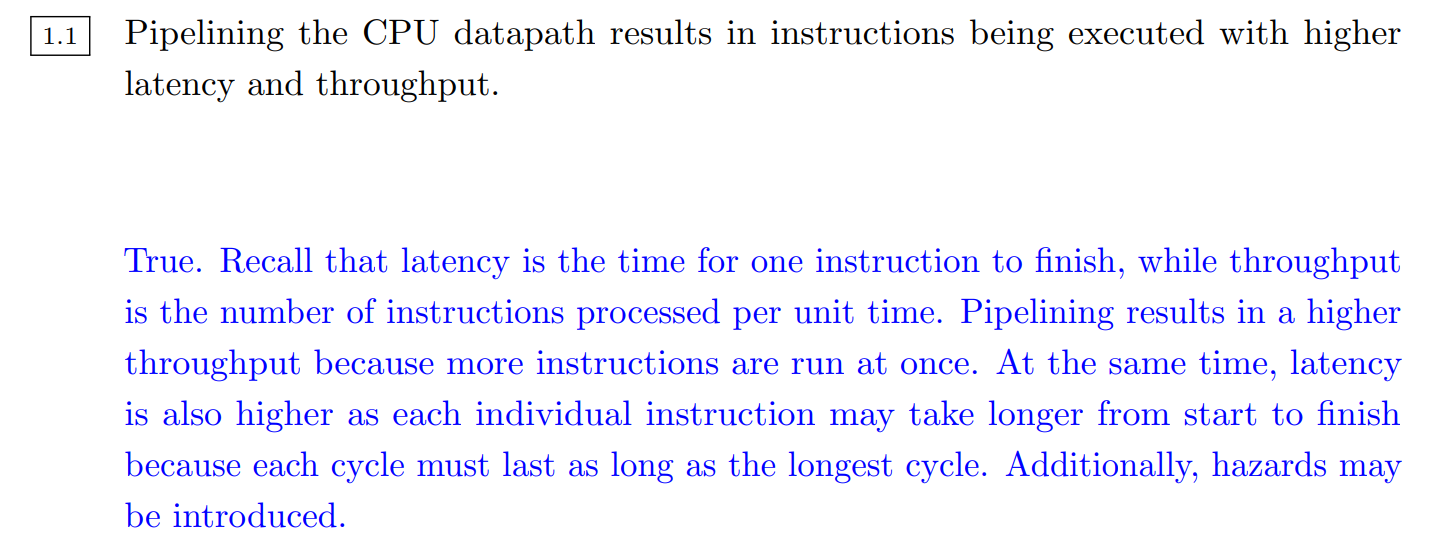 1.1 Pipelining the CPU datapath results in instructions being executed with higher
latency and throughput.
True. Recall that latency is the time for one instruction to finish, while throughput
is the number of instructions processed per unit time. Pipelining results in a higher
throughput because more instructions are run at once. At the same time, latency
is also higher as each individual instruction may take longer from start to finish
because each cycle must last as long as the longest cycle. Additionally, hazards may
be introduced.